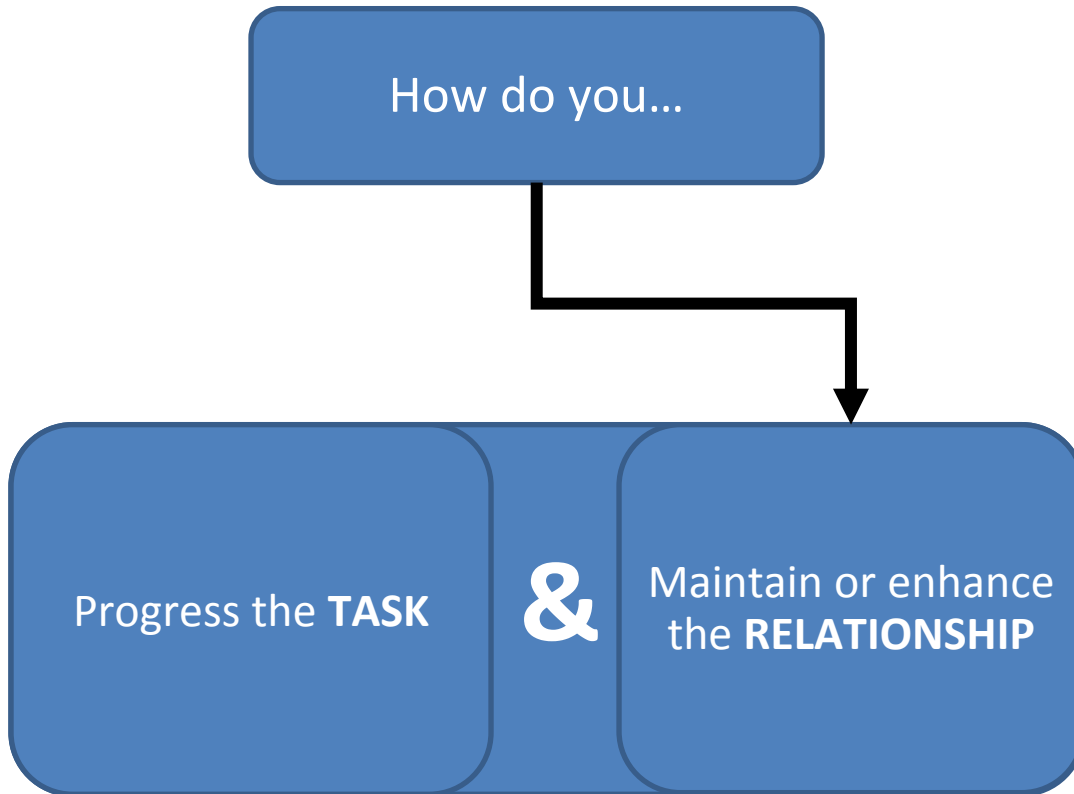 How do you…
Progress the TASK
&
Maintain or enhance
the RELATIONSHIP